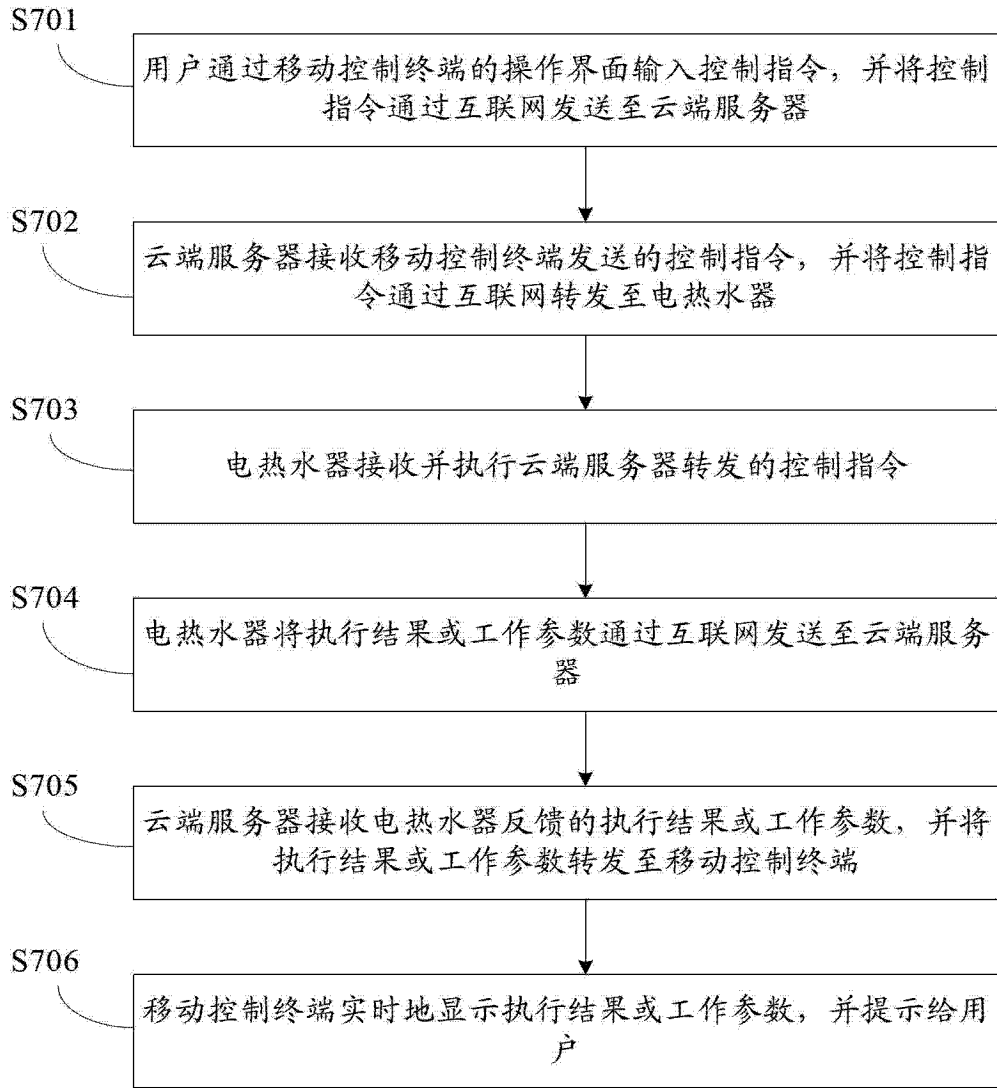 S701
用户通过移动控制终端的操作界面输入控制指令，并将控制
指令通过互联网发送至云端服务器
S702
云端服务器接收移动控制终端发送的控制指令，并将控制指
令通过互联网转发至电热水器
S703
电热水器接收并执行云端服务器转发的控制指令
S704
电热水器将执行结果或工作参数通过互联网发送至云端服务
器
S705
云端服务器接收电热水器反馈的执行结果或工作参数，并将
执行结果或工作参数转发至移动控制终端
S706
移动控制终端实时地显示执行结果或工作参数，并提示给用
户